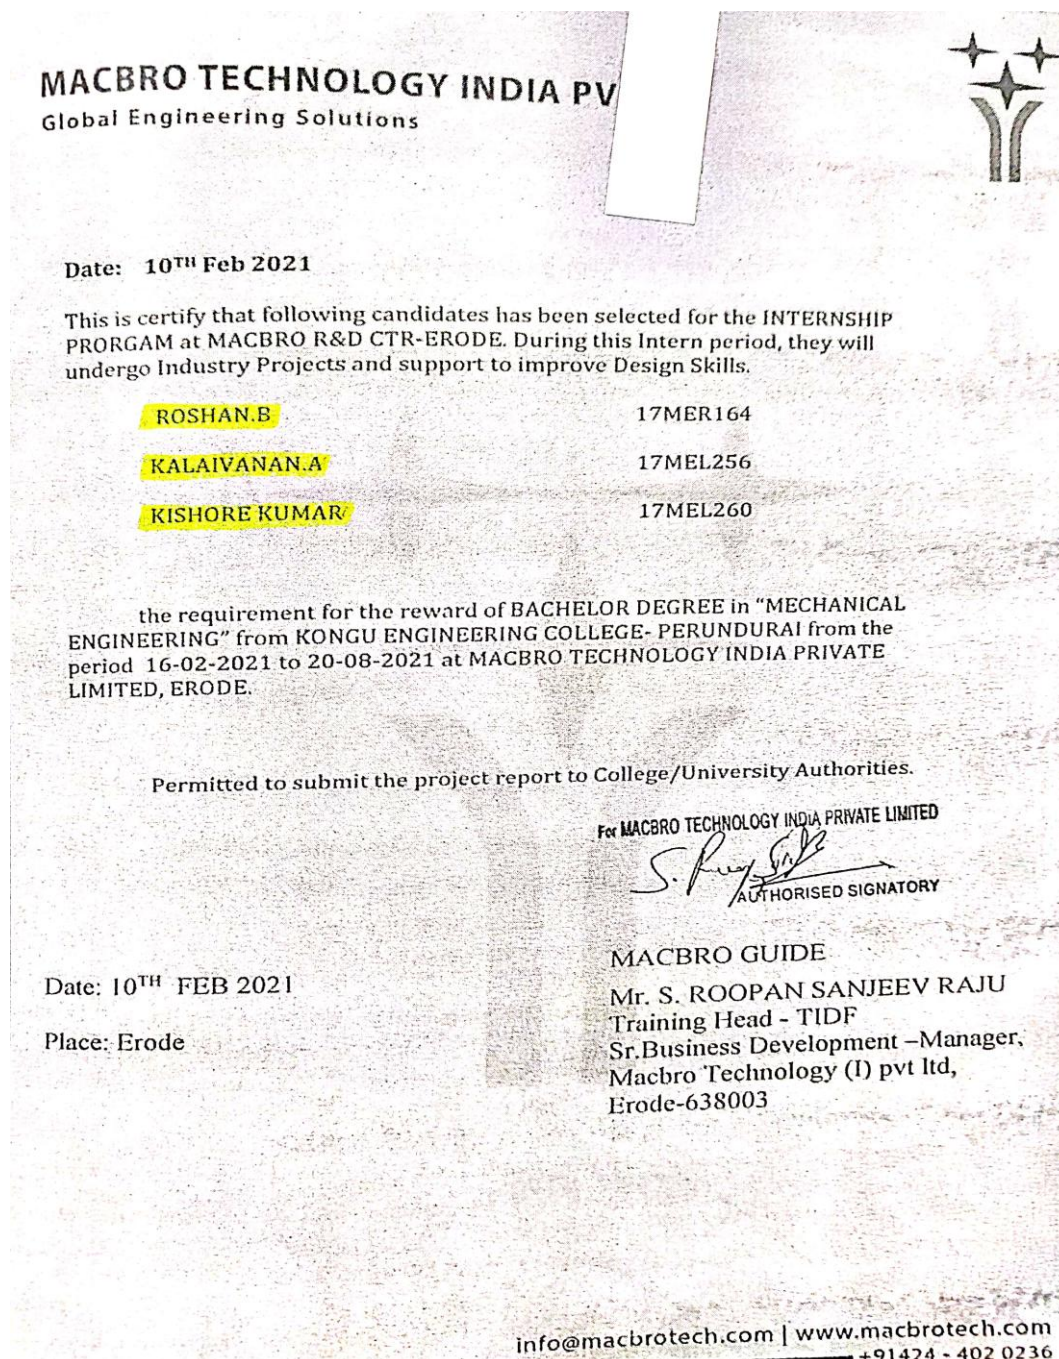 MACBRO TECHNOLOGY INDIA PV
Global Engineering Solutions
Date: 10TH Feb 2021
This is certify that following candidates has been selected for the INTERNSHIP
PRORGAM at MACBRO R&D CTR-ERODE. During this Intern period, they will
undergo Industry Projects and support to improve Design Skills.
ROSHAN.B 17MER164
KALAIVANAN.A 17MEL256
KISHORE KUMAR 17MEL260
the requirement for the reward of BACHELOR DEGREE in “MECHANICAL
ENGINEERING” from KONGU ENGINEERING COLLEGE- PERUNDURAI from the
period 16-02-2021 to 20-08-2021 at MACBRO TECHNOLOGY INDIA PRIVATE
LIMITED, ERODE.
Permitted to submit the project report to College/University Authorities.
For MACBRO TECHNOLOGY INDIA PRIVATE LIMITED
AUTHORISED SIGNATORY
MACBRO GUIDE
Date: 10TH FEB 2021
Mr. S. ROOPAN SANJEEV RAJU
Training Head - TIDF
Place: Erode
Sr.Business Development –Manager,
Macbro Technology (I) pvt ltd,
Erode-638003
info@macbrotech.com | www.macbrotech.com
+91424 - 402 0236